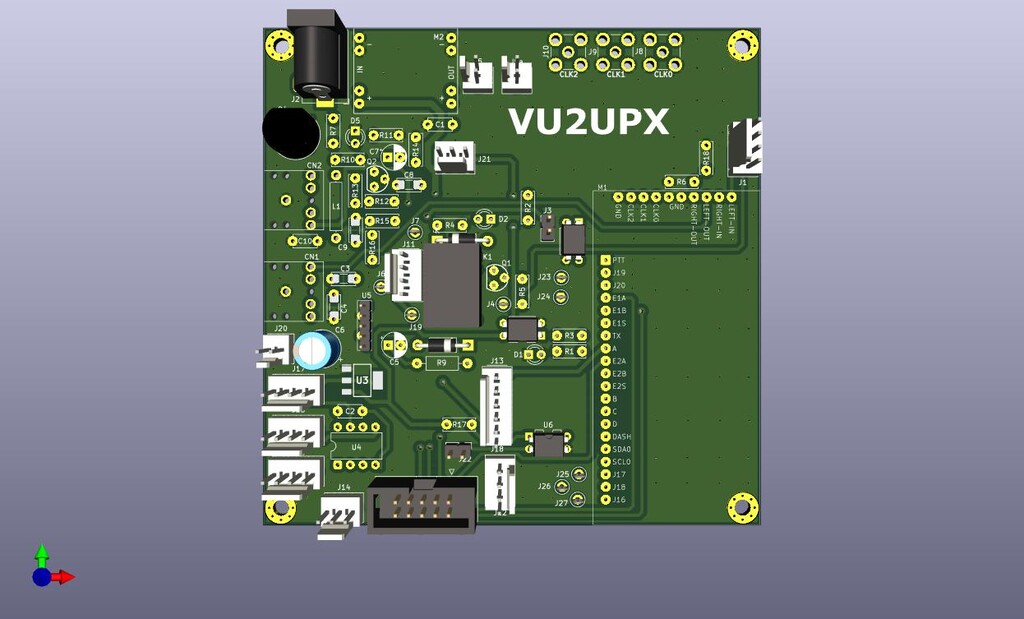 M2
IN
OUT
J10
J9
J8
CLK2
CLK1
CLK0
VU2UPX
J2
D5
R7
R11
C1
R14
C7
J21
R10
Q2
R18
J1
CN2
R13
C8
R6
M1
L1
R12
R2
GND
CLK2
CLK1
CLK0
GND
RIGHT-OUT
LEFT-OUT
RIGHT-IN
LEFT-IN
R15
D2
J3
J7
R4
C10
C9
R16
J11
CN1
K1
Q1
PTT
J19
J20
E1A
E1B
E1S
TX
A
E2A
E2B
E2S
B
C
D
DASH
SDA0
SCL0
J17
J18
J16
C3
J6
J23
R5
J24
C4
U5
J4
J19
J20
C6
C5
R3
D1
R1
R9
J13
J17
U3
C2
R17
U6
U4
J22
J18
J25
J26
J27
J14